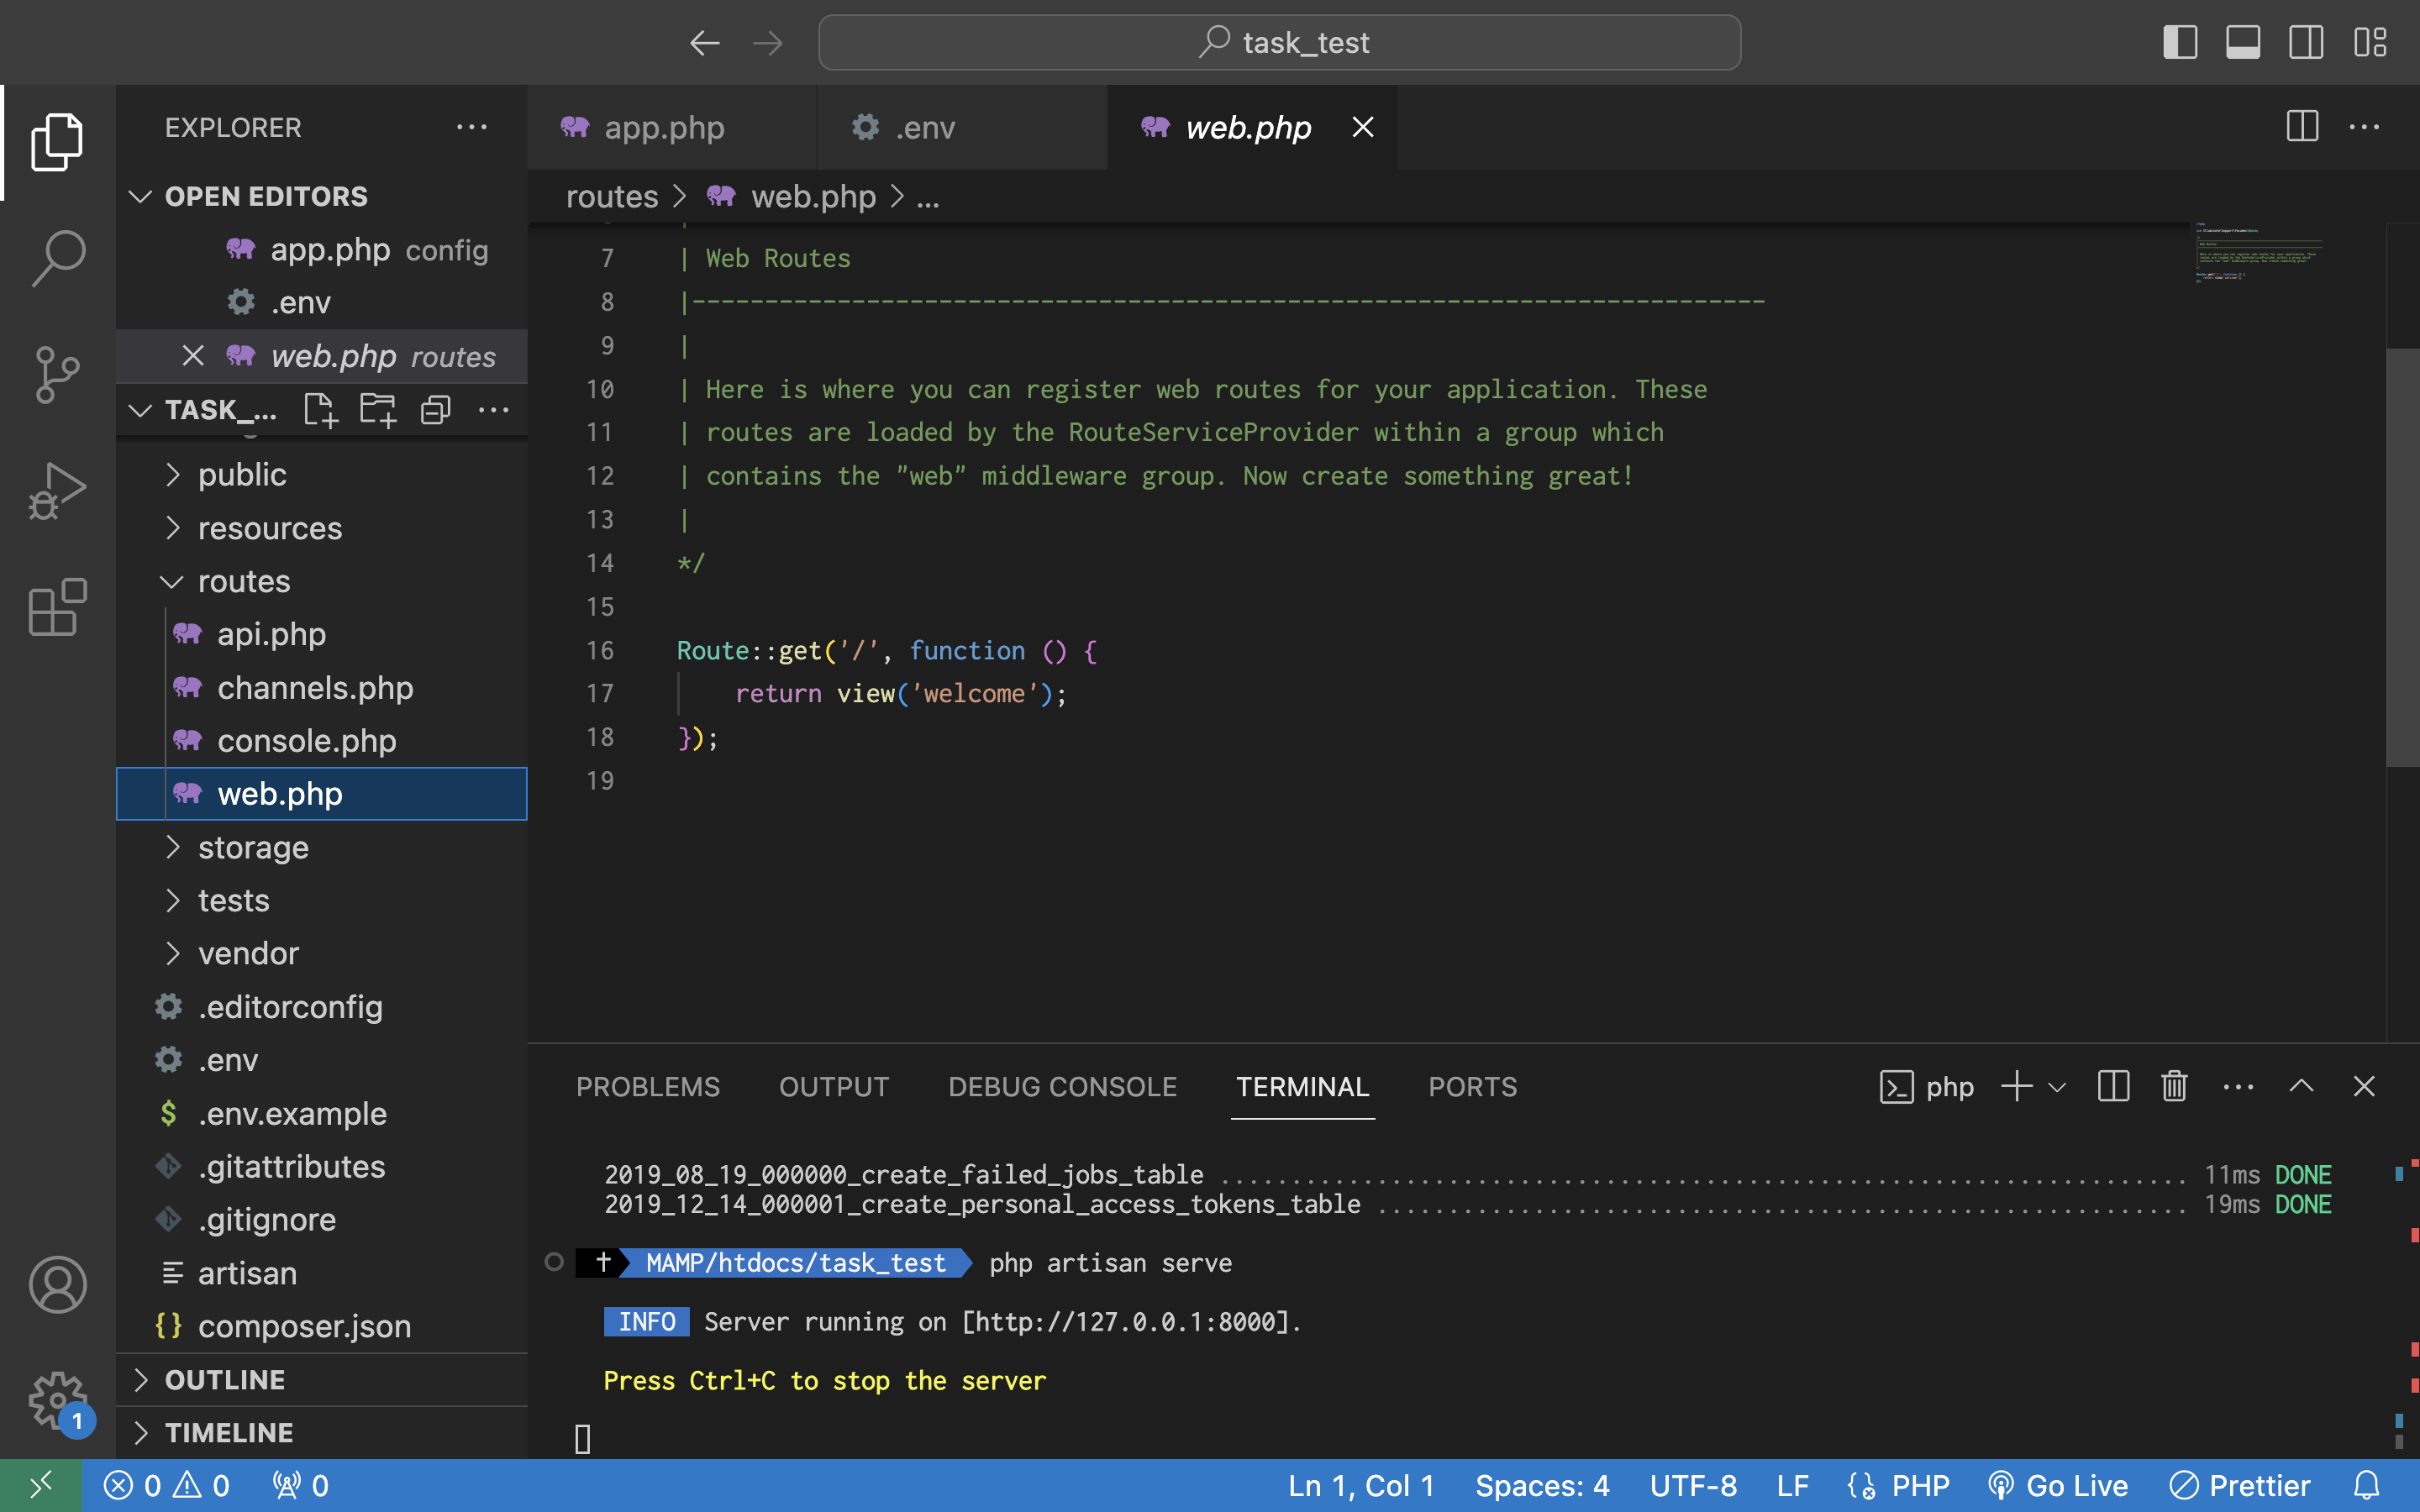 task_test
EXPLORER
OPEN EDITORS
app.php config
.env
web.php routes
TASK_...
public
resources
routes
api.php
channels.php
console.php
web.php
storage
tests
vendor
.editorconfig
.env
$ .env.example
.gitattributes
.gitignore
artisan
{} composer.json
OUTLINE
TIMELINE
1
app.php
.env
web.php
routes > web.php > ...
7 | Web Routes
8 |--------------------------------------------------------------------------
9 |
10 | Here is where you can register web routes for your application. These
11 | routes are loaded by the RouteServiceProvider within a group which
12 | contains the "web" middleware group. Now create something great!
13 |
14 */
15
16 Route::get('/', function () {
17 return view('welcome');
18 });
19
PROBLEMS OUTPUT DEBUG CONSOLE TERMINAL PORTS
php
2019_08_19_000000_create_failed_jobs_table ................................................................... 11ms DONE
2019_12_14_000001_create_personal_access_tokens_table ........................................................ 19ms DONE
MAMP/htdocs/task_test php artisan serve
INFO Server running on [http://127.0.0.1:8000].
Press Ctrl+C to stop the server
0 0 0
Ln 1, Col 1 Spaces: 4 UTF-8 LF PHP Go Live Prettier